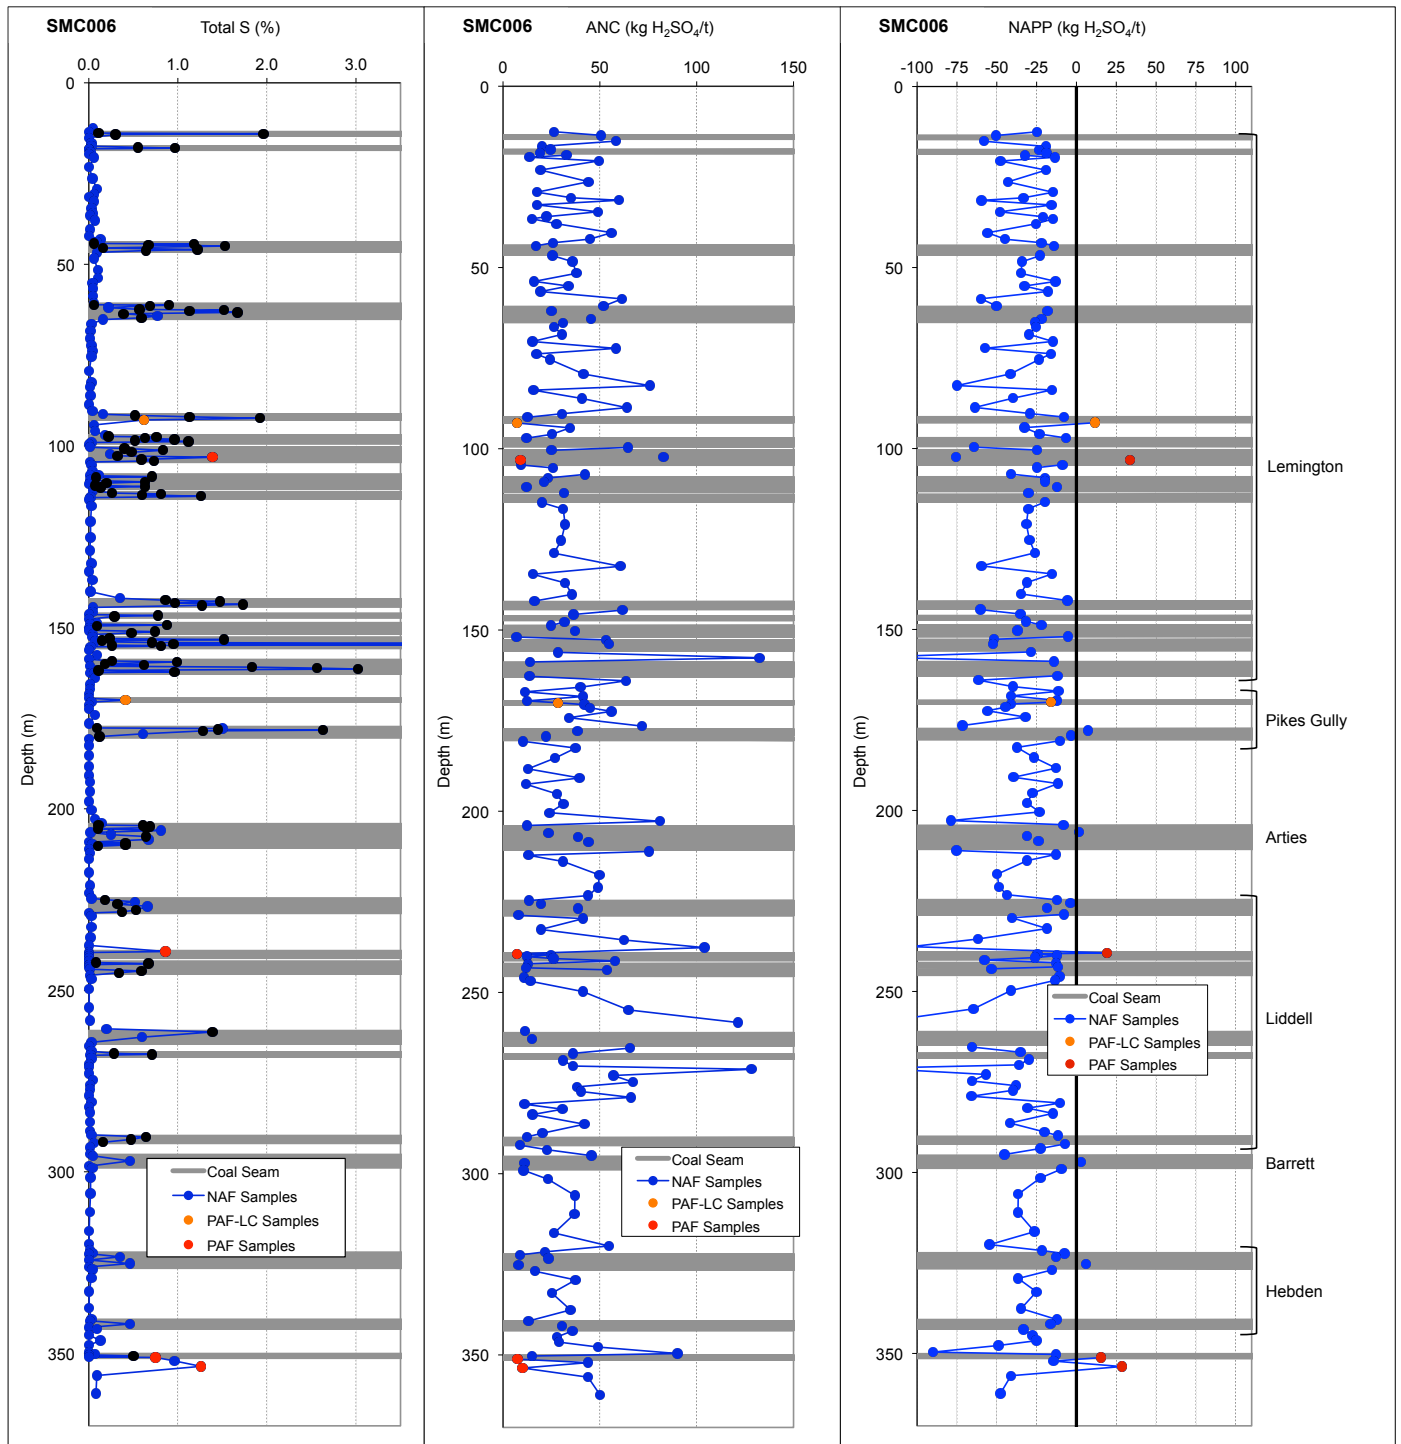 SMC006 Total S (%)
0.0 1.0 2.0 3.0
0
50
100
150
200
250
300
350
Depth (m)
Coal Seam
NAF Samples
PAF-LC Samples
PAF Samples
SMC006 ANC (kg H₂SO₄/t)
0 50 100 150
0
50
100
150
200
250
300
350
Depth (m)
Coal Seam
NAF Samples
PAF-LC Samples
PAF Samples
SMC006 NAPP (kg H₂SO₄/t)
-100 -75 -50 -25 0 25 50 75 100
0
50
100
150
200
250
300
350
Depth (m)
Coal Seam
NAF Samples
PAF-LC Samples
PAF Samples
Lemington
Pikes Gully
Arties
Liddell
Barrett
Hebden